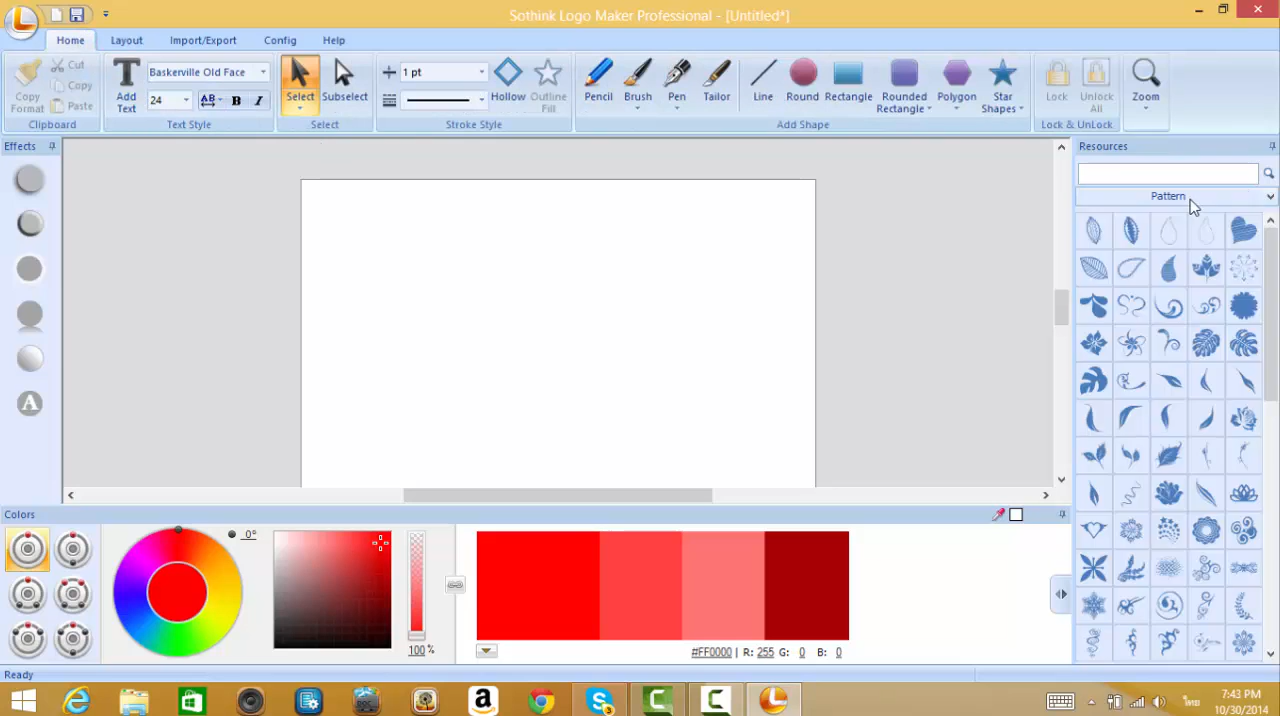 Sothink Logo Maker Professional - [Untitled*]
Home Layout Import/Export Config Help
Copy Format Cut Copy Paste Clipboard
Add Text Baskerville Old Face 24 AB B I Text Style
Select Subselect Select
1 pt Hollow Outline Fill Stroke Style
Pencil Brush Pen Tailor Line Round Rectangle Rounded Rectangle Polygon Star Shapes Add Shape
Lock Unlock All Lock & UnLock
Zoom
Effects
A
Resources
Pattern
Colors
0°
100 %
#FF0000 | R: 255 G: 0 B: 0
Ready
DOC
a
S 3
7:43 PM
10/30/2014